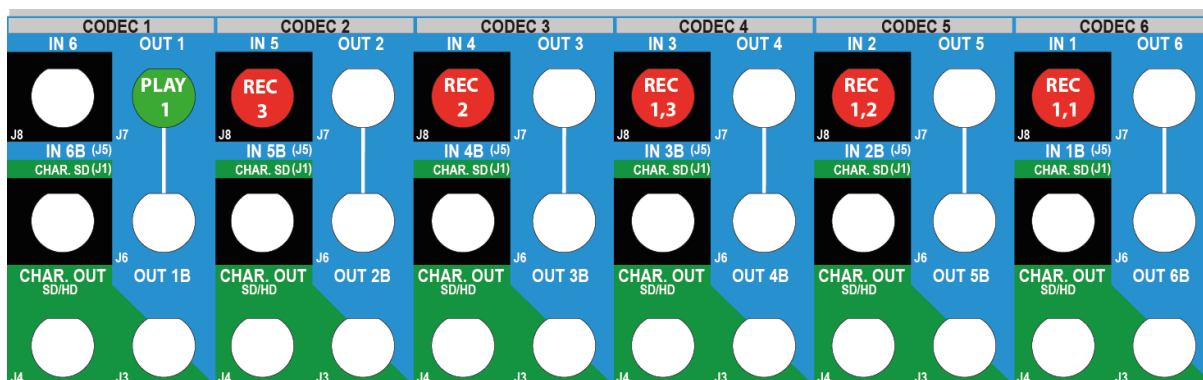 CODEC 1 CODEC 2 CODEC 3 CODEC 4 CODEC 5 CODEC 6
IN 6 OUT 1 IN 5 OUT 2 IN 4 OUT 3 IN 3 OUT 4 IN 2 OUT 5 IN 1 OUT 6
PLAY REC REC REC REC REC
1 3 2 1,3 1,2 1,1
J8 J7 J8 J7 J8 J7 J8 J7 J8 J7 J8 J7
IN 6B (J5) IN 5B (J5) IN 4B (J5) IN 3B (J5) IN 2B (J5) IN 1B (J5)
CHAR. SD (J1) CHAR. SD (J1) CHAR. SD (J1) CHAR. SD (J1) CHAR. SD (J1) CHAR. SD (J1)
J6 J6 J6 J6 J6 J6
CHAR. OUT OUT 1B CHAR. OUT OUT 2B CHAR. OUT OUT 3B CHAR. OUT OUT 4B CHAR. OUT OUT 5B CHAR. OUT OUT 6B
SD/HD SD/HD SD/HD SD/HD SD/HD SD/HD
J4 J3 J4 J3 J4 J3 J4 J3 J4 J3 J4 J3